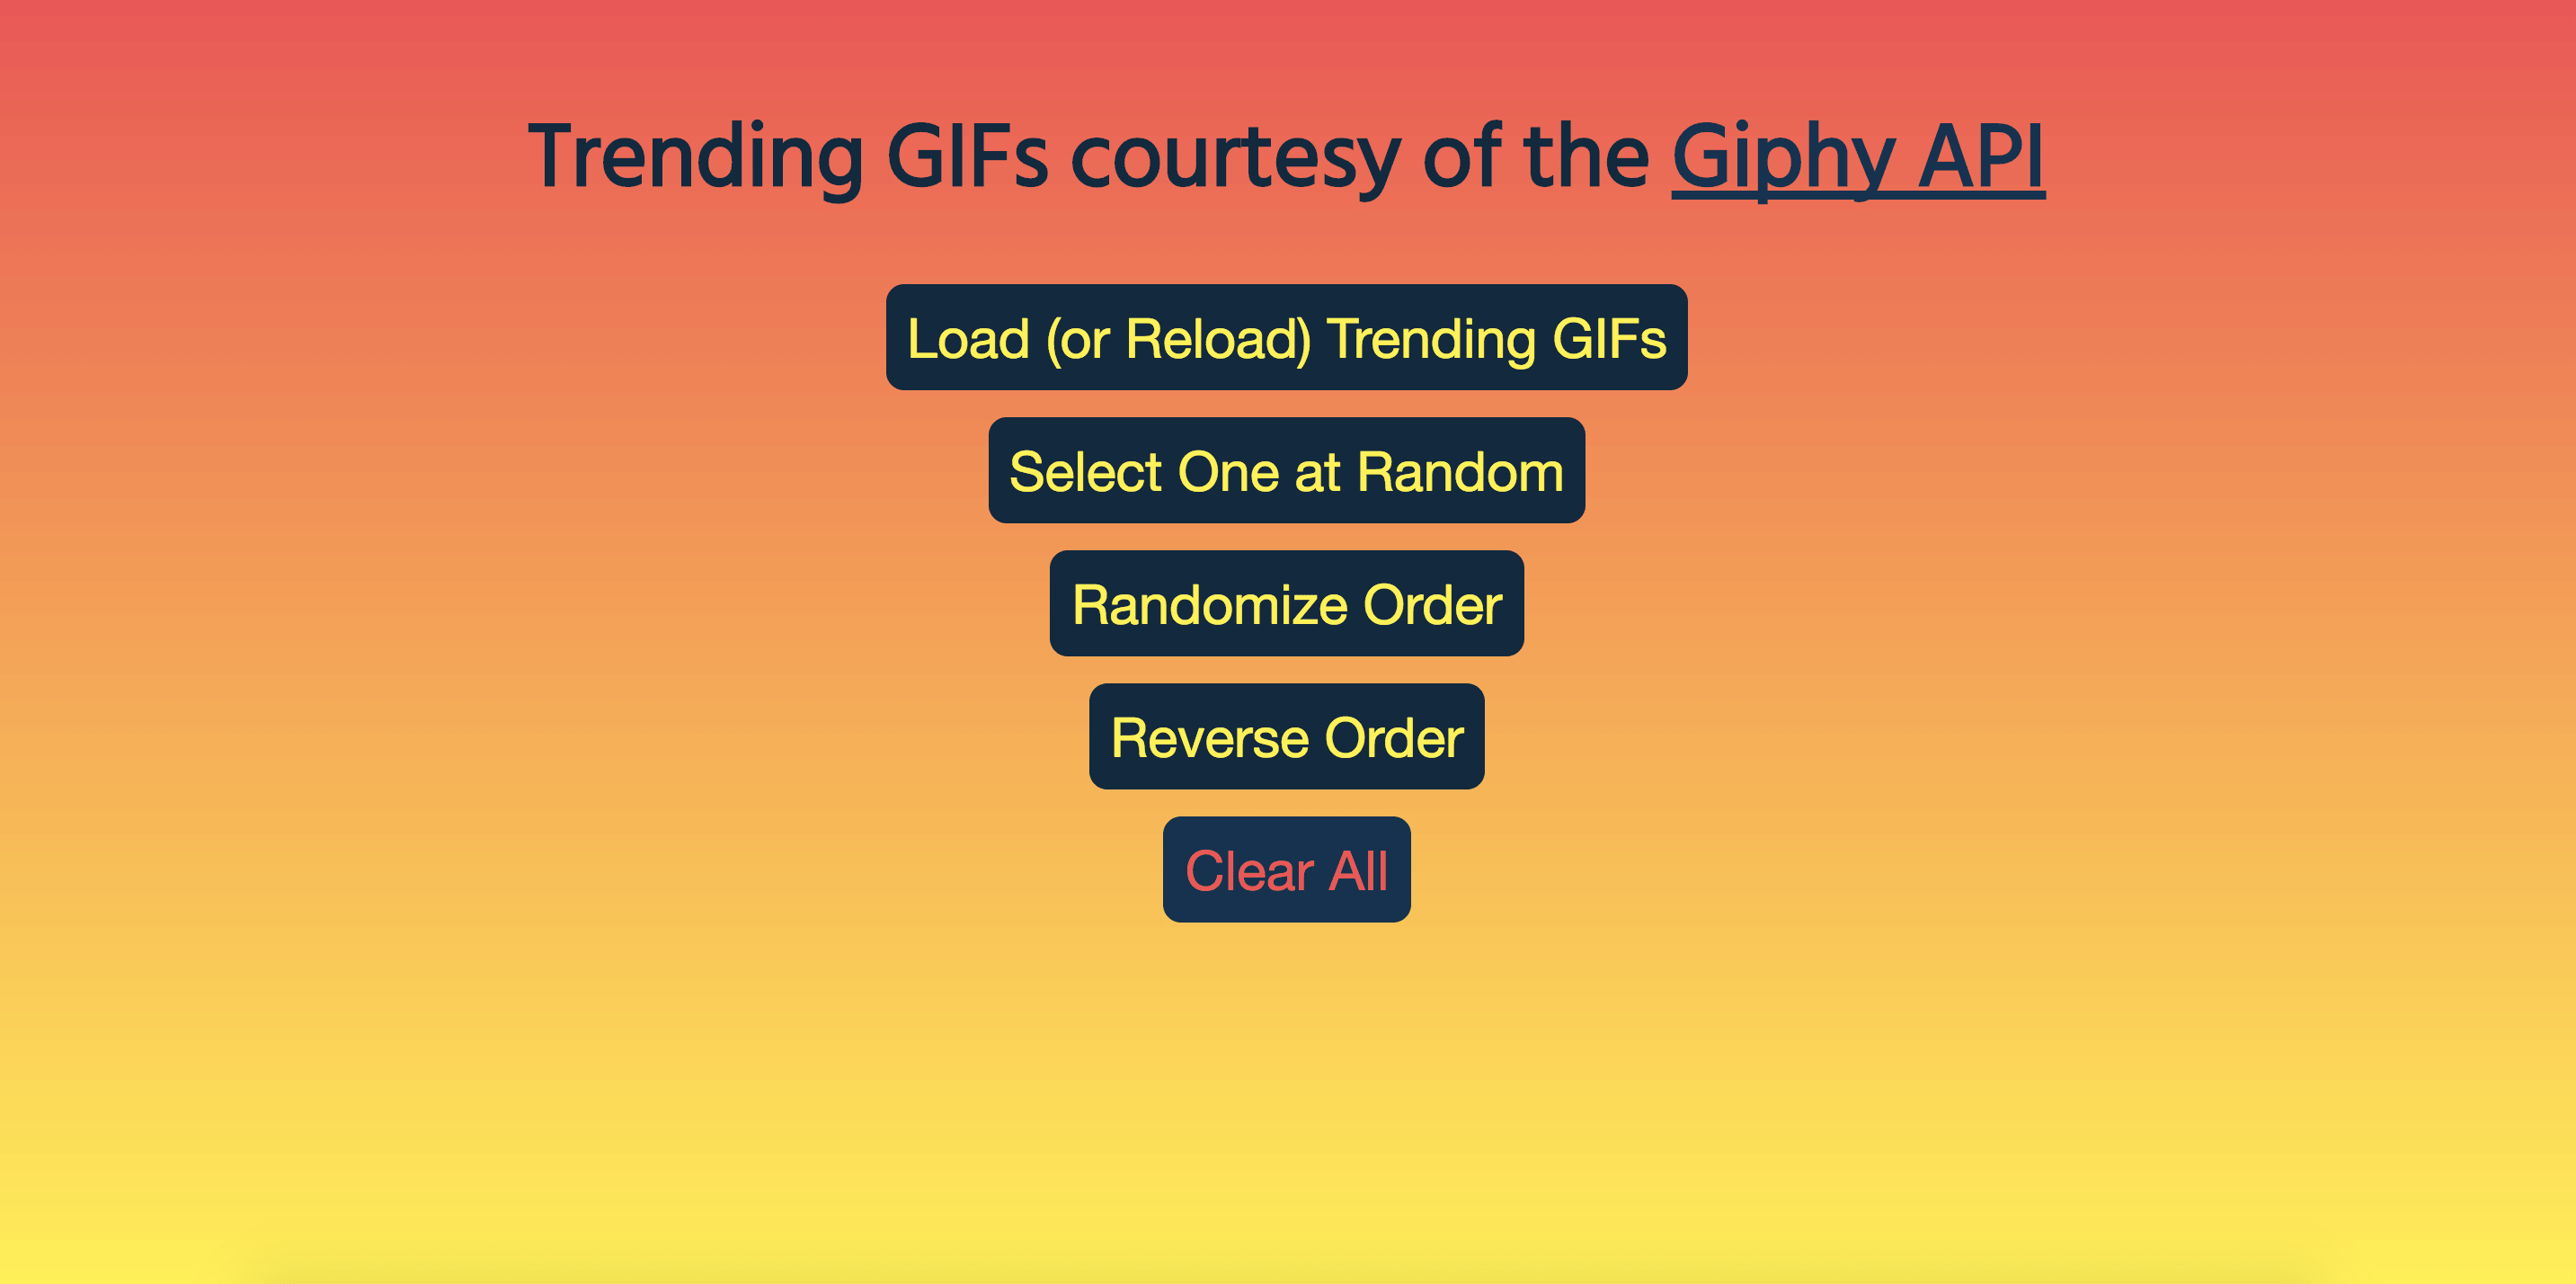 Trending GIFs courtesy of the Giphy API
Load (or Reload) Trending GIFs
Select One at Random
Randomize Order
Reverse Order
Clear All